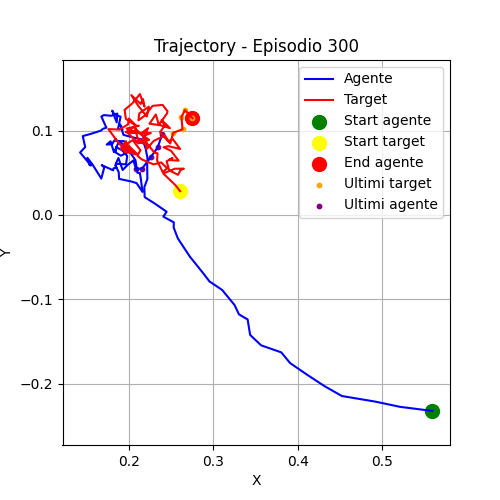 Trajectory - Episodio 300
Agente
Target
Start agente
Start target
End agente
Ultimi target
Ultimi agente
Y
0.1
0.0
−0.1
−0.2
0.2
0.3
0.4
0.5
X